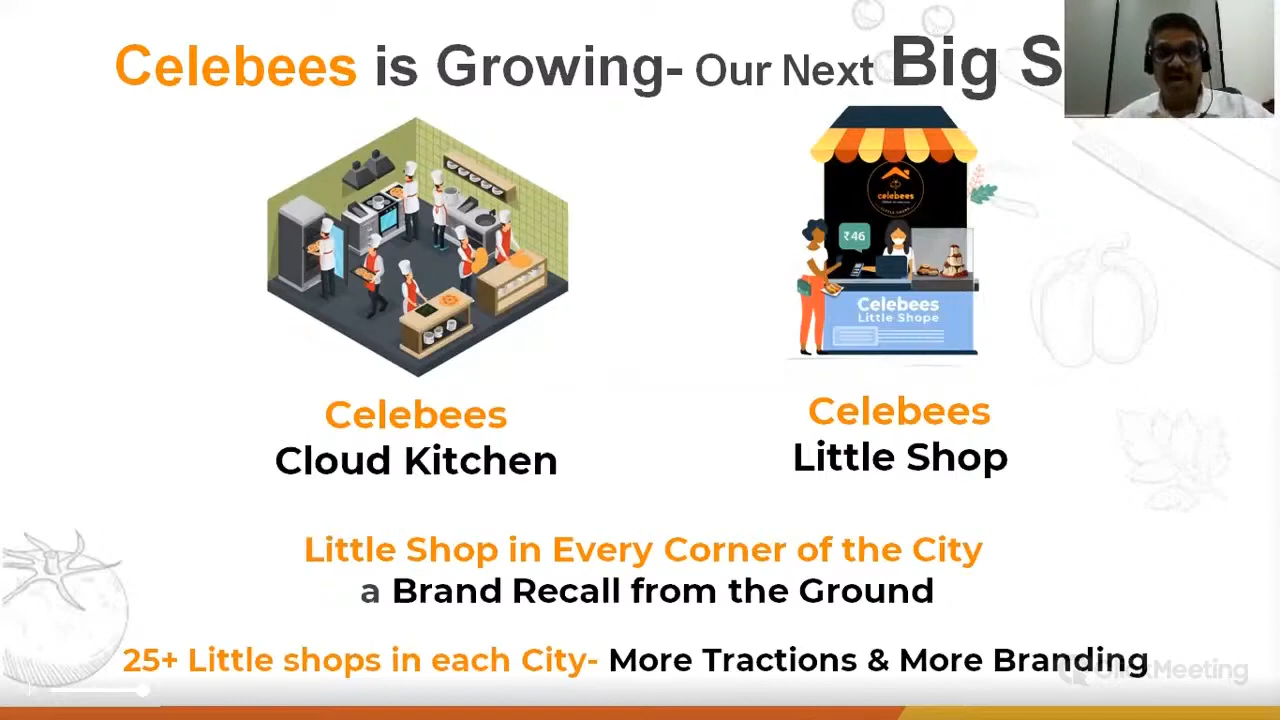 Celebees is Growing- Our Next Big S
celebees
LITTLE SHOPE
₹46
Celebees
Little Shope
Celebees
Cloud Kitchen
Celebees
Little Shop
Little Shop in Every Corner of the City
a Brand Recall from the Ground
25+ Little shops in each City- More Tractions & More Branding
ClickMeeting